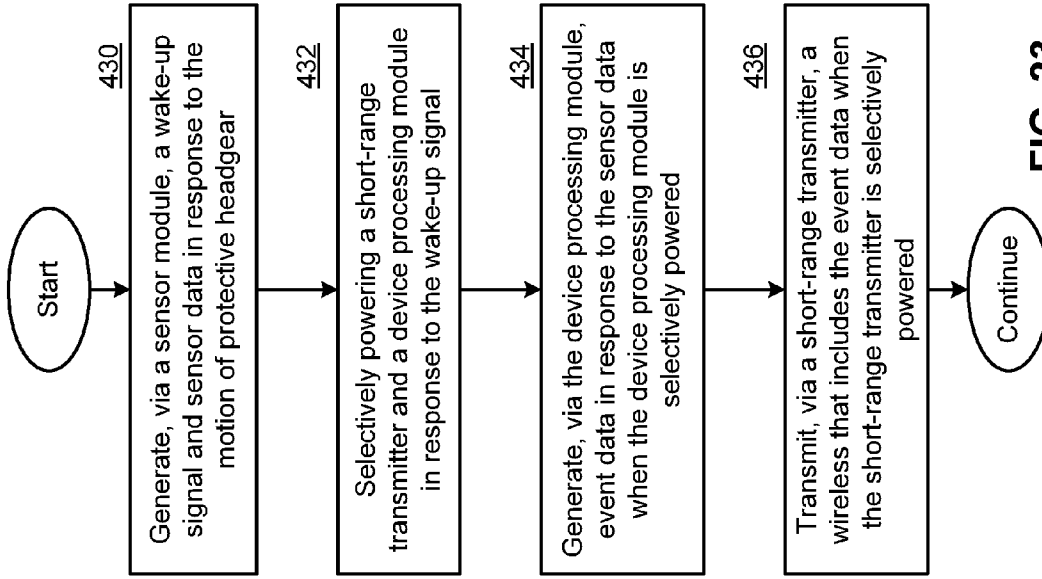 Start
430
Generate, via a sensor module, a wake-up
signal and sensor data in response to the
motion of protective headgear
432
Selectively powering a short-range
transmitter and a device processing module
in response to the wake-up signal
434
Generate, via the device processing module,
event data in response to the sensor data
when the device processing module is
selectively powered
436
Transmit, via a short-range transmitter, a
wireless that includes the event data when
the short-range transmitter is selectively
powered
Continue